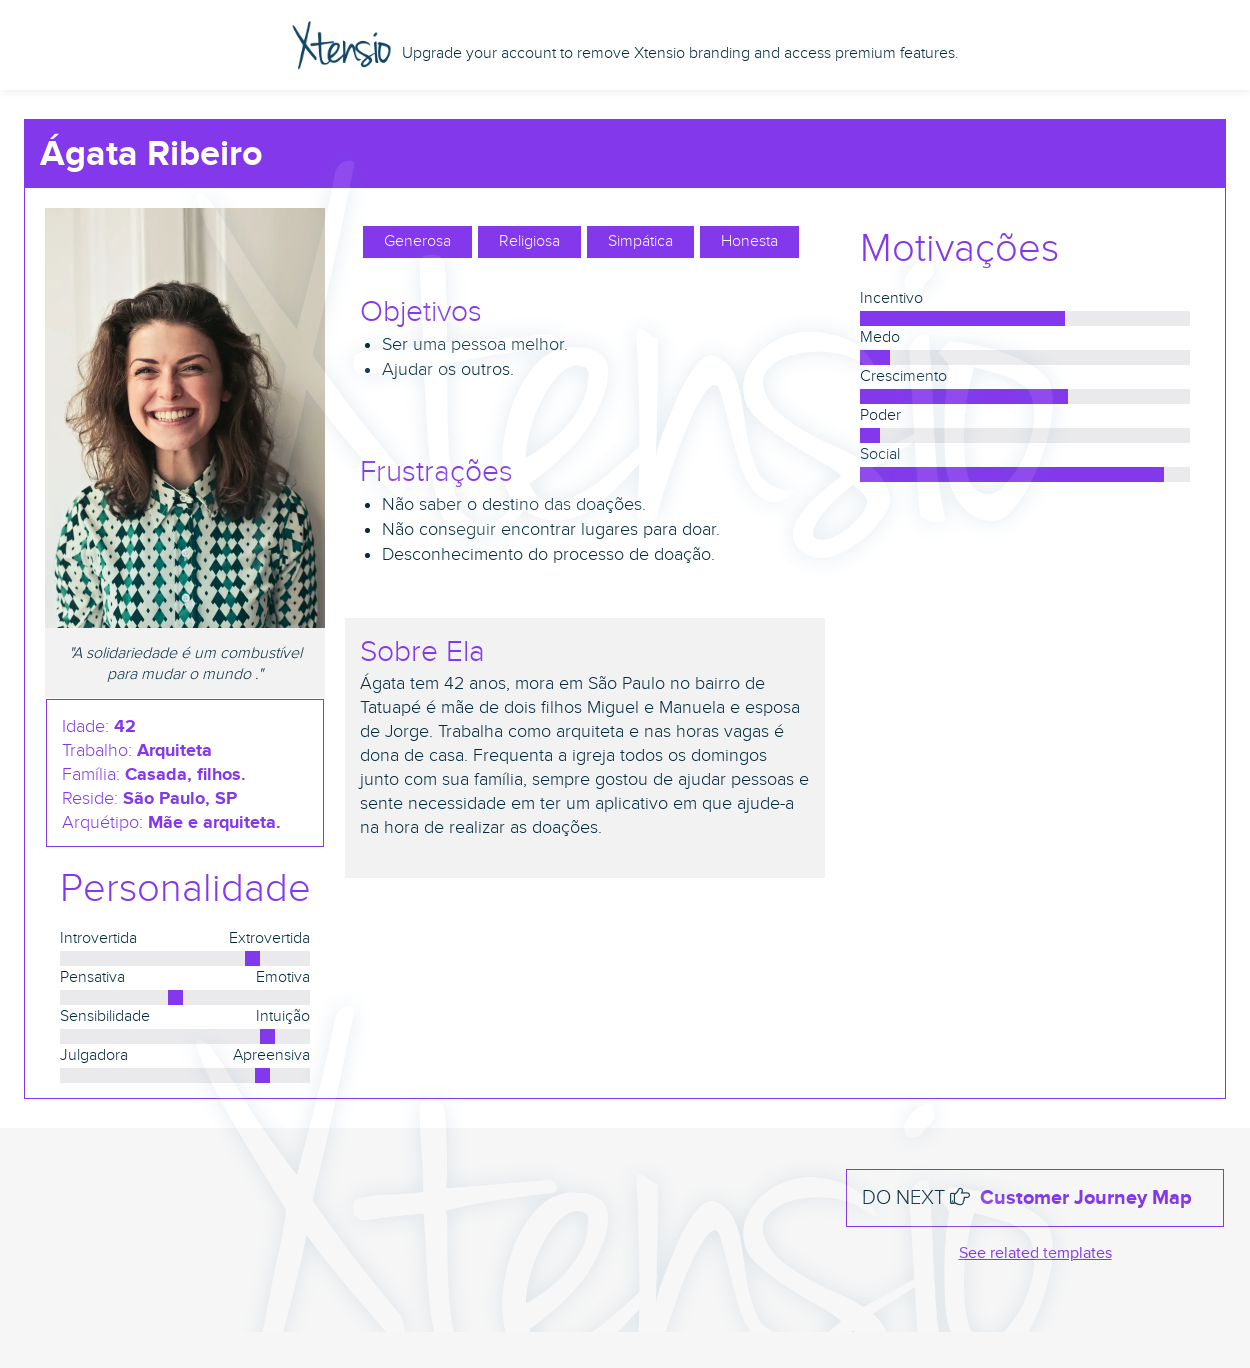 Xtensio Upgrade your account to remove Xtensio branding and access premium features.
Ágata Ribeiro
"A solidariedade é um combustível
para mudar o mundo ."
Idade: 42
Trabalho: Arquiteta
Família: Casada, filhos.
Reside: São Paulo, SP
Arquétipo: Mãe e arquiteta.
Personalidade
Introvertida Extrovertida
Pensativa Emotiva
Sensibilidade Intuição
Julgadora Apreensiva
Generosa Religiosa Simpática Honesta
Objetivos
• Ser uma pessoa melhor.
• Ajudar os outros.
Frustrações
• Não saber o destino das doações.
• Não conseguir encontrar lugares para doar.
• Desconhecimento do processo de doação.
Sobre Ela
Ágata tem 42 anos, mora em São Paulo no bairro de
Tatuapé é mãe de dois filhos Miguel e Manuela e esposa
de Jorge. Trabalha como arquiteta e nas horas vagas é
dona de casa. Frequenta a igreja todos os domingos
junto com sua família, sempre gostou de ajudar pessoas e
sente necessidade em ter um aplicativo em que ajude-a
na hora de realizar as doações.
Motivações
Incentivo
Medo
Crescimento
Poder
Social
Xtensio
DO NEXT Customer Journey Map
See related templates
Xtensio